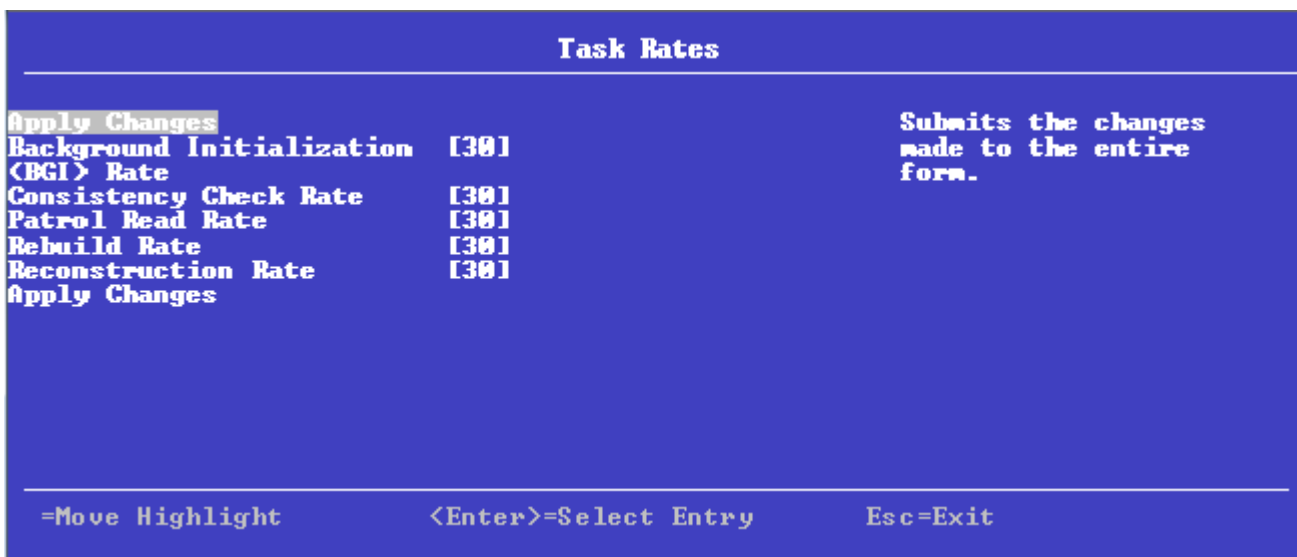 Task Rates
Apply Changes
Background Initialization [30]
<BGI> Rate
Consistency Check Rate [30]
Patrol Read Rate [30]
Rebuild Rate [30]
Reconstruction Rate [30]
Apply Changes
Submits the changes
made to the entire
form.
=Move Highlight <Enter>=Select Entry Esc=Exit